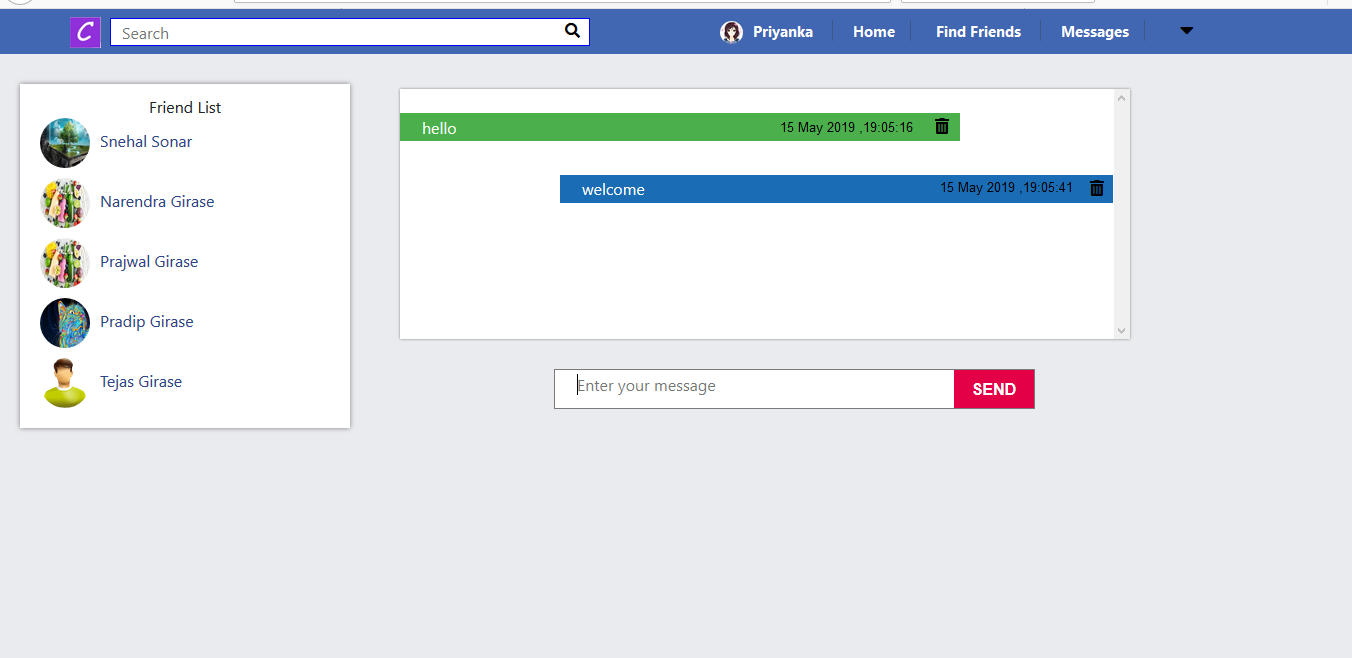 C Search Priyanka Home Find Friends Messages
Friend List
Snehal Sonar
Narendra Girase
Prajwal Girase
Pradip Girase
Tejas Girase
hello 15 May 2019 ,19:05:16
welcome 15 May 2019 ,19:05:41
Enter your message SEND